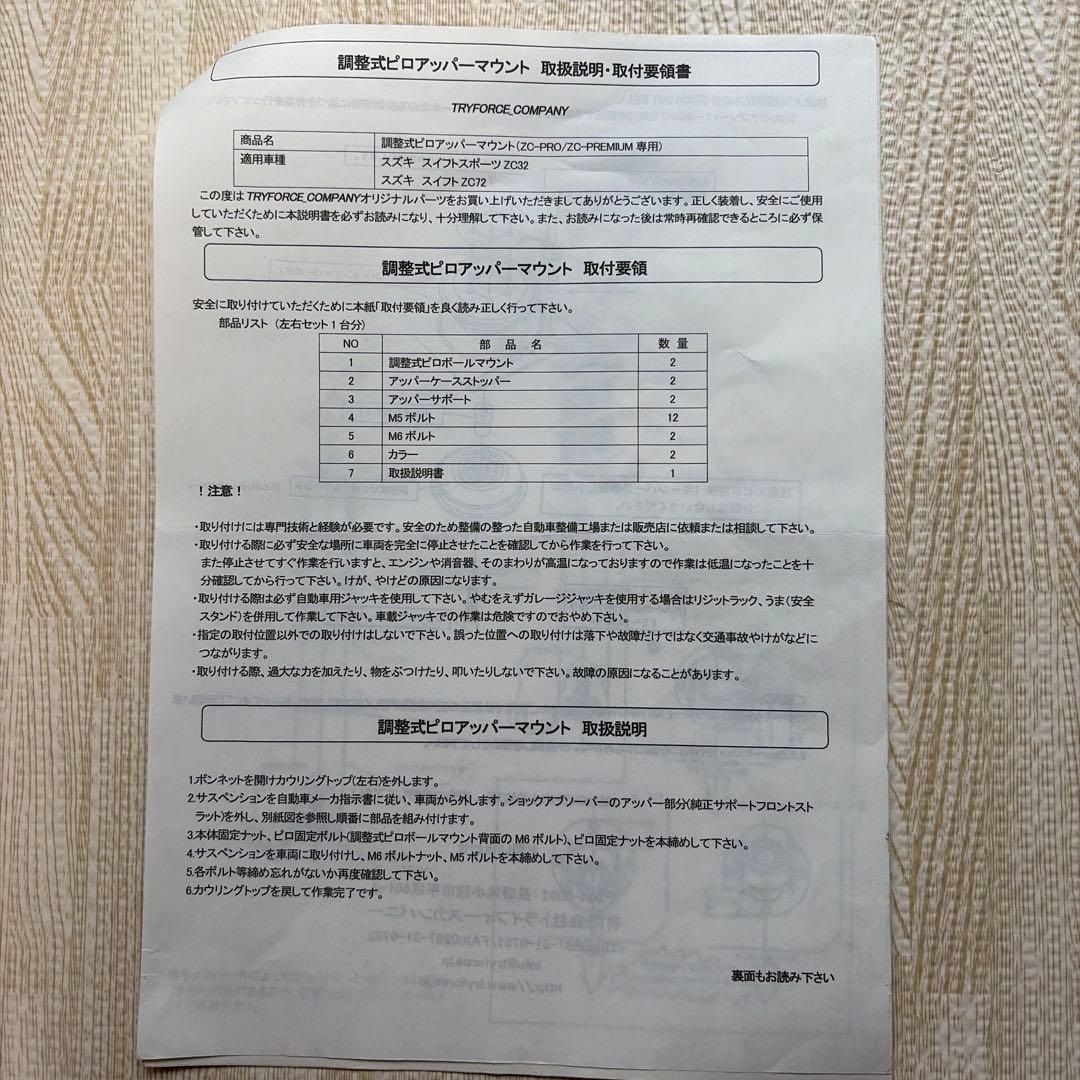 調整式ピロアッパーマウント 取扱説明・取付要領書
TRYFORCE_COMPANY
商品名 調整式ピロアッパーマウント(ZC-PRO/ZC-PREMIUM 専用)
適用車種 スズキ スイフトスポーツ ZC32
スズキ スイフト ZC72
この度は TRYFORCE_COMPANYオリジナルパーツをお買い上げいただきましてありがとうございます。正しく装着し、安全にご使用
していただくために本説明書を必ずお読みになり、十分理解して下さい。また、お読みになった後は常時再確認できるところに必ず保
管して下さい。
調整式ピロアッパーマウント 取付要領
安全に取り付けていただくために本紙「取付要領」を良く読み正しく行って下さい。
部品リスト (左右セット1台分)
NO 部 品 名 数 量
1 調整式ピロボールマウント 2
2 アッパーケースストッパー 2
3 アッパーサポート 2
4 M5 ボルト 12
5 M6 ボルト 2
6 カラー 2
7 取扱説明書 1
！注意！
・取り付けには専門技術と経験が必要です。安全のため整備の整った自動車整備工場または販売店に依頼または相談して下さい。
・取り付ける際に必ず安全な場所に車両を完全に停止させたことを確認してから作業を行って下さい。
また停止させてすぐ作業を行いますと、エンジンや消音器、そのまわりが高温になっておりますので作業は低温になったことを十
分確認してから行って下さい。けが、やけどの原因になります。
・取り付ける際は必ず自動車用ジャッキを使用して下さい。やむをえずガレージジャッキを使用する場合はリジットラック、うま(安全
スタンド)を併用して作業して下さい。車載ジャッキでの作業は危険ですのでおやめ下さい。
・指定の取付位置以外での取り付けはしないで下さい。誤った位置への取り付けは落下や故障だけではなく交通事故やけがなどに
つながります。
・取り付ける際、過大な力を加えたり、物をぶつけたり、叩いたりしないで下さい。故障の原因になることがあります。
調整式ピロアッパーマウント 取扱説明
1.ボンネットを開けカウリングトップ(左右)を外します。
2.サスペンションを自動車メーカ指示書に従い、車両から外します。ショックアブソーバーのアッパー部分(純正サポートフロントスト
ラット)を外し、別紙図を参照し順番に部品を組み付けます。
3.本体固定ナット、ピロ固定ボルト(調整式ピロボールマウント背面の M6 ボルト)、ピロ固定ナットを本締めして下さい。
4.サスペンションを車両に取り付けし、M6 ボルトナット、M5 ボルトを本締めして下さい。
5.各ボルト等締め忘れがないか再度確認して下さい。
6.カウリングトップを戻して作業完了です。
裏面もお読み下さい